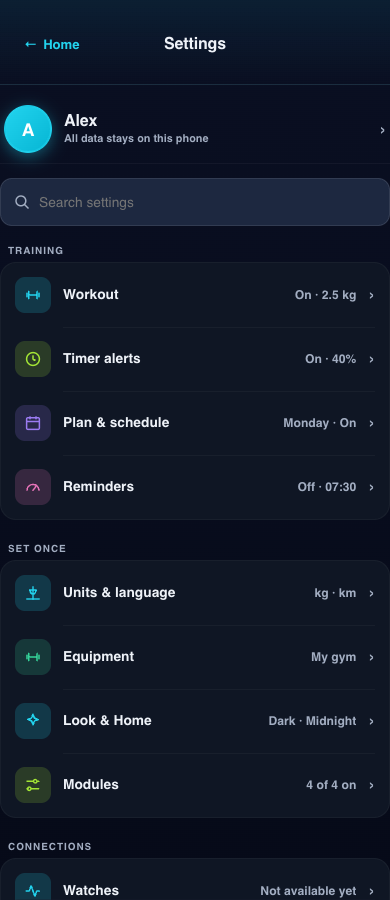 ← Home
Settings
A
Alex
All data stays on this phone
›
Search settings
TRAINING
Workout On · 2.5 kg ›
Timer alerts On · 40% ›
Plan & schedule Monday · On ›
Reminders Off · 07:30 ›
SET ONCE
Units & language kg · km ›
Equipment My gym ›
Look & Home Dark · Midnight ›
Modules 4 of 4 on ›
CONNECTIONS
Watches Not available yet ›